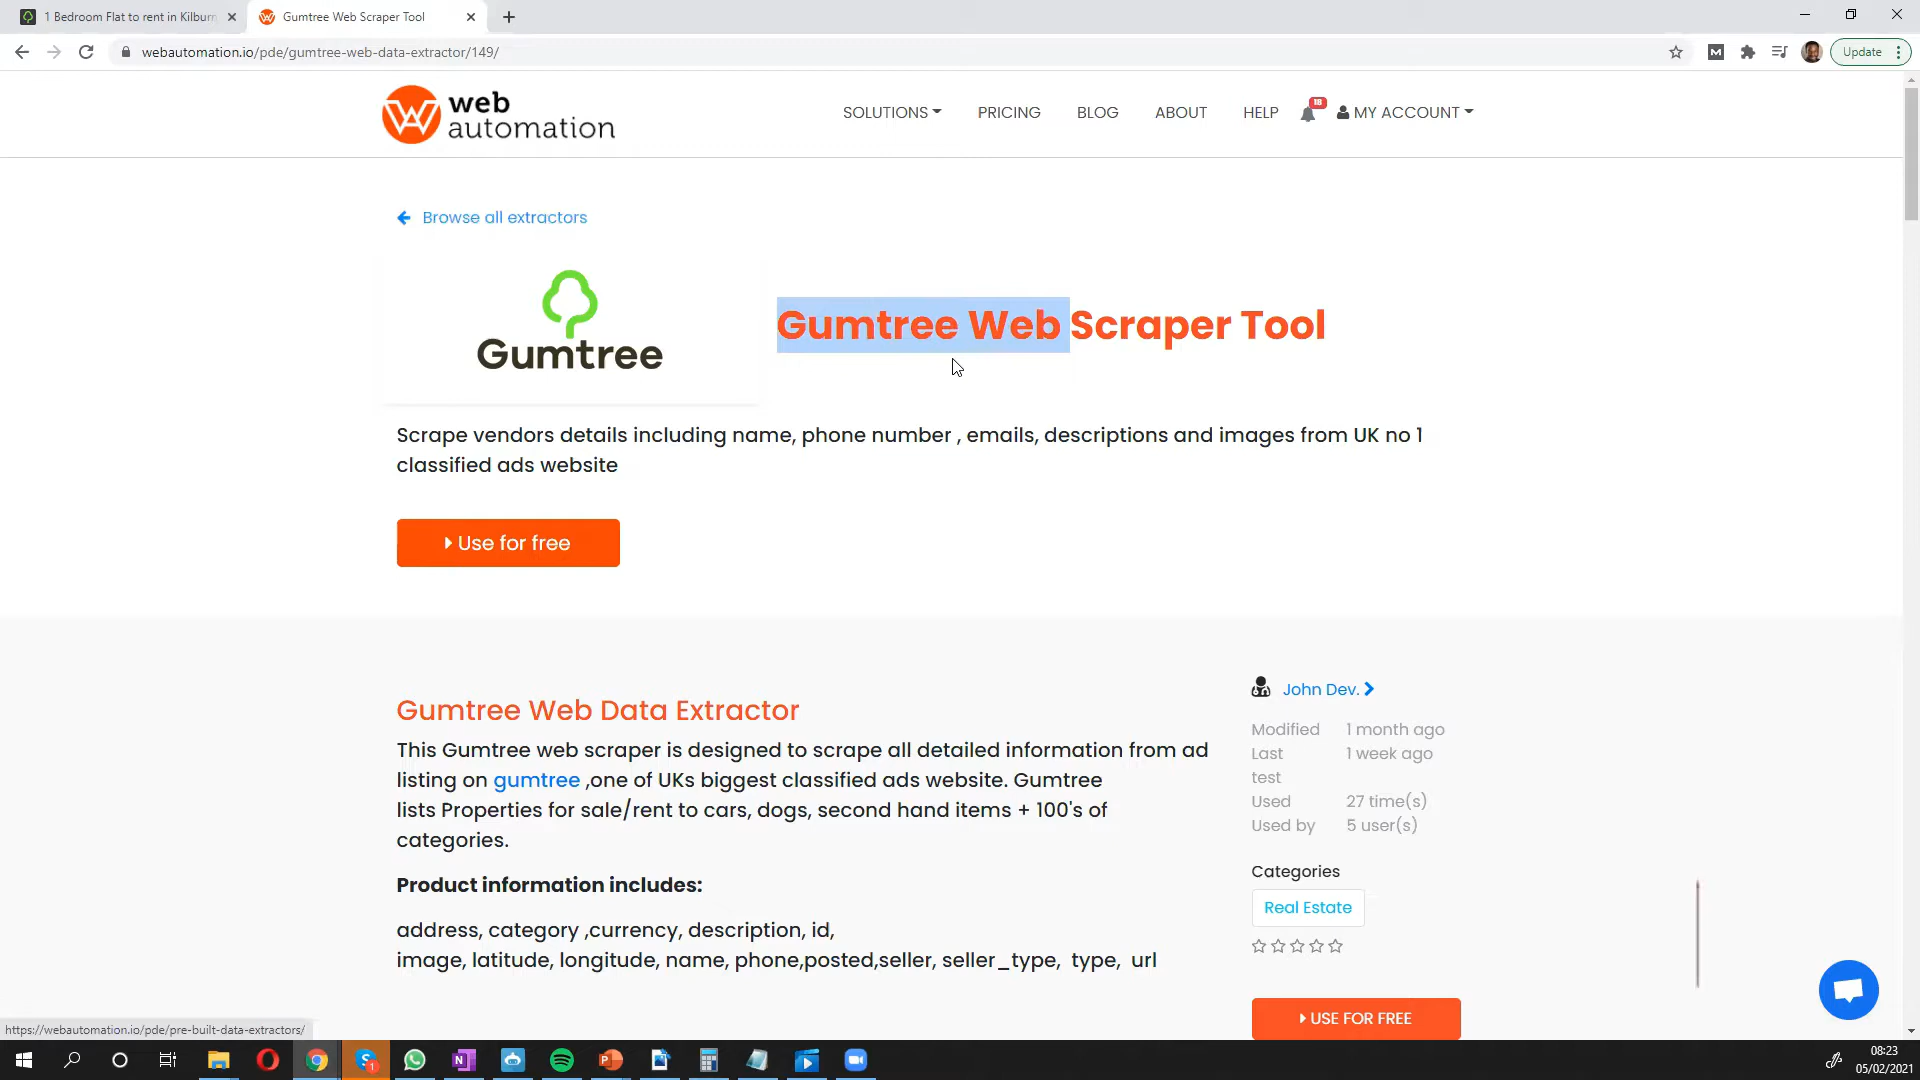 1 Bedroom Flat to rent in Kilburn
Gumtree Web Scraper Tool
webautomation.io/pde/gumtree-web-data-extractor/149/
Update
web
automation
SOLUTIONS
PRICING
BLOG
ABOUT
HELP
18
MY ACCOUNT
Browse all extractors
Gumtree
Gumtree Web Scraper Tool
Scrape vendors details including name, phone number , emails, descriptions and images from UK no 1
classified ads website
Use for free
Gumtree Web Data Extractor
This Gumtree web scraper is designed to scrape all detailed information from ad
listing on gumtree ,one of UKs biggest classified ads website. Gumtree
lists Properties for sale/rent to cars, dogs, second hand items + 100's of
categories.
Product information includes:
address, category ,currency, description, id,
image, latitude, longitude, name, phone,posted,seller, seller_type, type, url
John Dev.
Modified 1 month ago
Last 1 week ago
test
Used 27 time(s)
Used by 5 user(s)
Categories
Real Estate
USE FOR FREE
https://webautomation.io/pde/pre-built-data-extractors/
08:23
05/02/2021